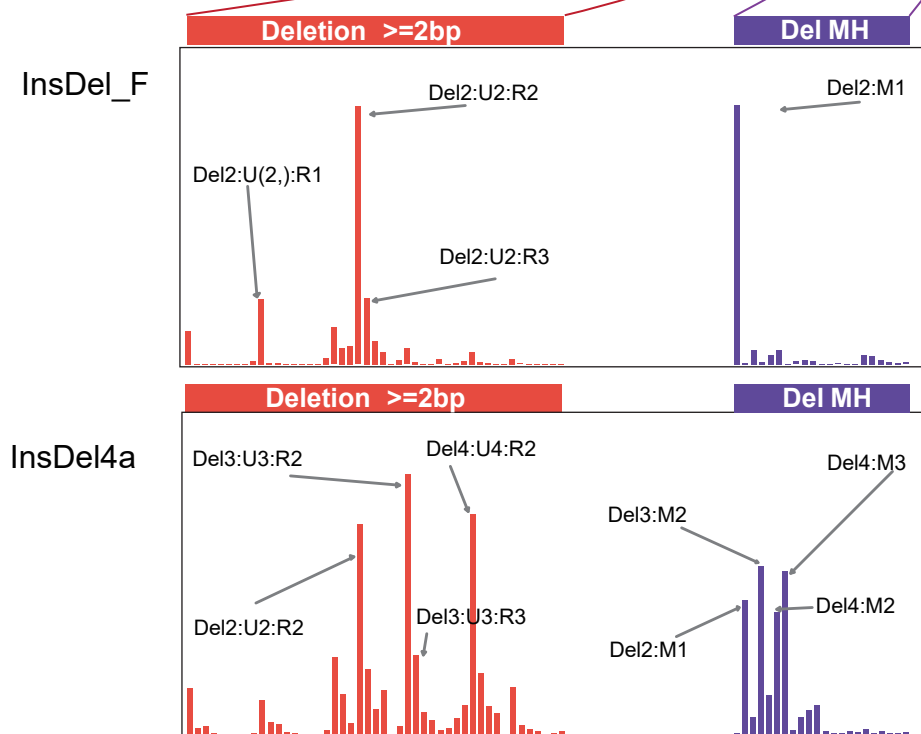 Deletion >=2bp
Del MH
InsDel_F
Del2:U2:R2
Del2:M1
Del2:U(2,):R1
Del2:U2:R3
Deletion >=2bp
Del MH
InsDel4a
Del3:U3:R2
Del4:U4:R2
Del4:M3
Del3:M2
Del2:U2:R2
Del3:U3:R3
Del4:M2
Del2:M1